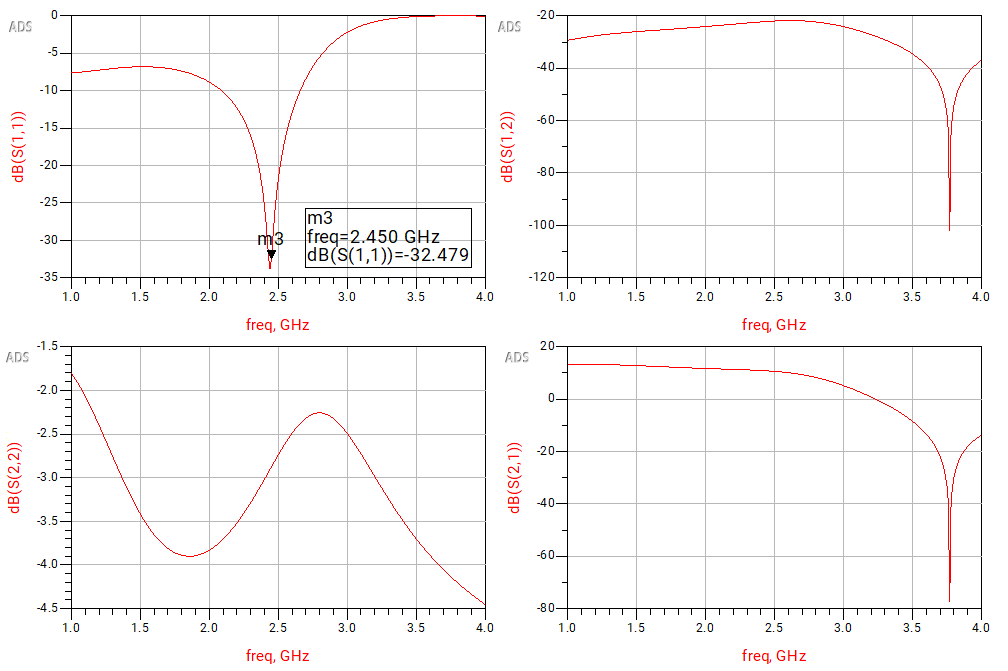 ADS
dB(S(1,1))
0
-5
-10
-15
-20
-25
-30
-35
m3
m3
freq=2.450 GHz
dB(S(1,1))=-32.479
1.0 1.5 2.0 2.5 3.0 3.5 4.0
freq, GHz
ADS
dB(S(1,2))
-20
-40
-60
-80
-100
-120
1.0 1.5 2.0 2.5 3.0 3.5 4.0
freq, GHz
ADS
dB(S(2,2))
-1.5
-2.0
-2.5
-3.0
-3.5
-4.0
-4.5
1.0 1.5 2.0 2.5 3.0 3.5 4.0
freq, GHz
ADS
dB(S(2,1))
20
0
-20
-40
-60
-80
1.0 1.5 2.0 2.5 3.0 3.5 4.0
freq, GHz